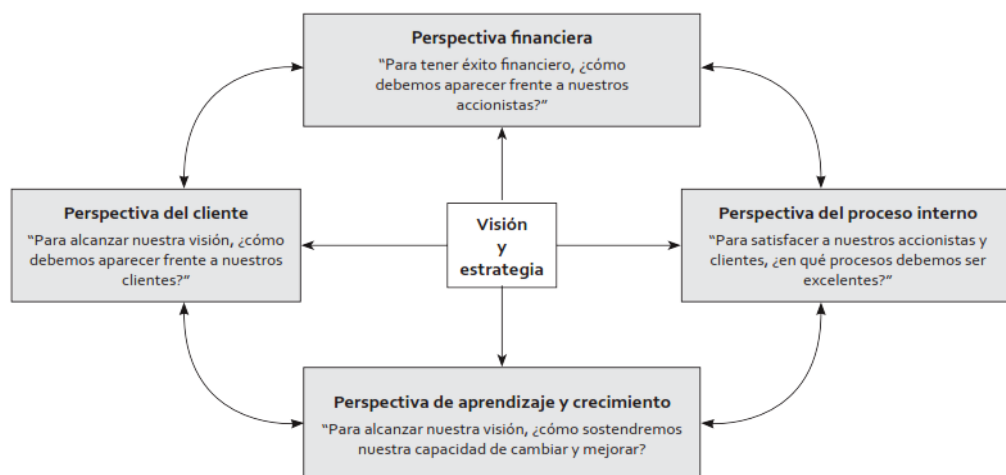 Perspectiva financiera
“Para tener éxito financiero, ¿cómo
debemos aparecer frente a nuestros
accionistas?”
Perspectiva del cliente
“Para alcanzar nuestra visión, ¿cómo
debemos aparecer frente a nuestros
clientes?”
Visión
y
estrategia
Perspectiva del proceso interno
“Para satisfacer a nuestros accionistas y
clientes, ¿en qué procesos debemos ser
excelentes?”
Perspectiva de aprendizaje y crecimiento
“Para alcanzar nuestra visión, ¿cómo sostendremos
nuestra capacidad de cambiar y mejorar?